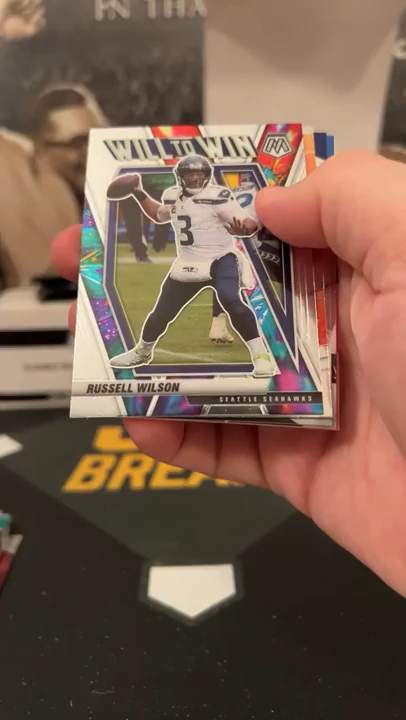 IN THA
WILL TO WIN
M
3
RUSSELL WILSON
SEATTLE SEAHAWKS
BREA